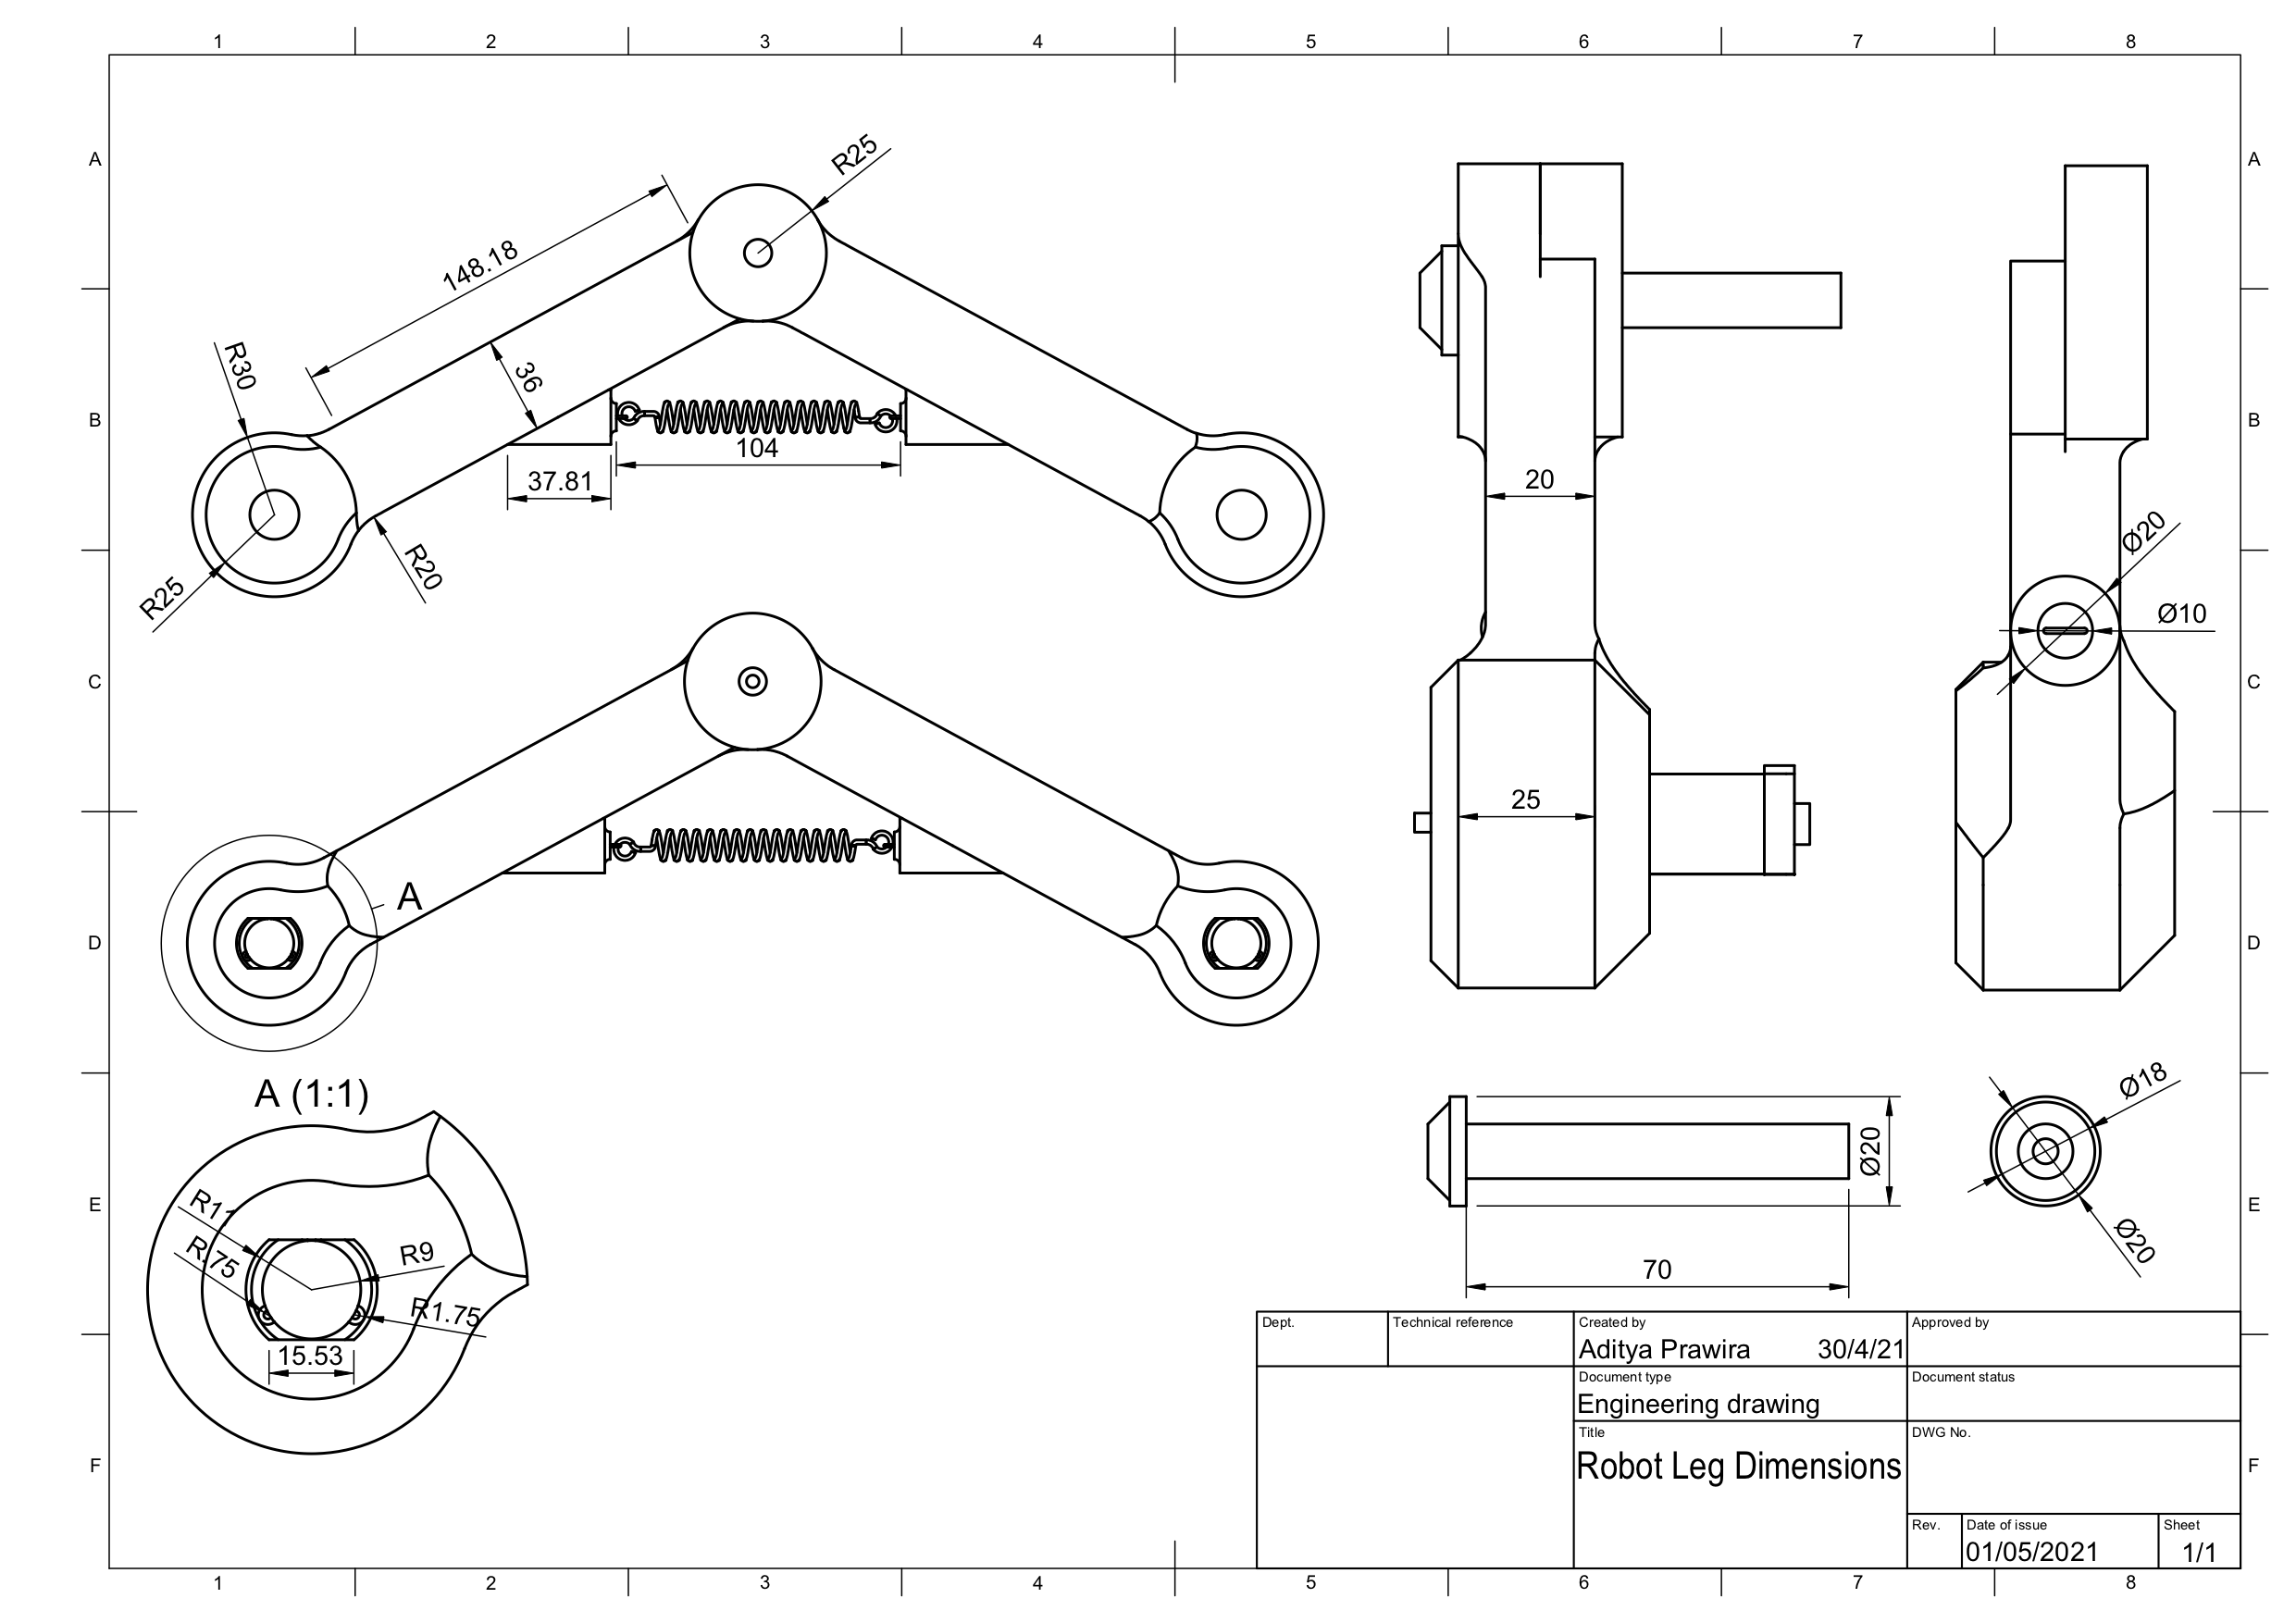 1 2 3 4 5 6 7 8
A A
R25
148.18
R30
36
B B
104
37.81
20
R20
R25
Ø20
Ø10
C C
25
A
D D
A (1:1)
Ø18
Ø20
R11
R.75
R9
R1.75
15.53
E E
Ø20
70
Dept.
Technical reference
Created by
Aditya Prawira 30/4/21
Approved by
Document type
Engineering drawing
Document status
Title
Robot Leg Dimensions
DWG No.
F F
Rev.
Date of issue
01/05/2021
Sheet
1/1
1 2 3 4 5 6 7 8